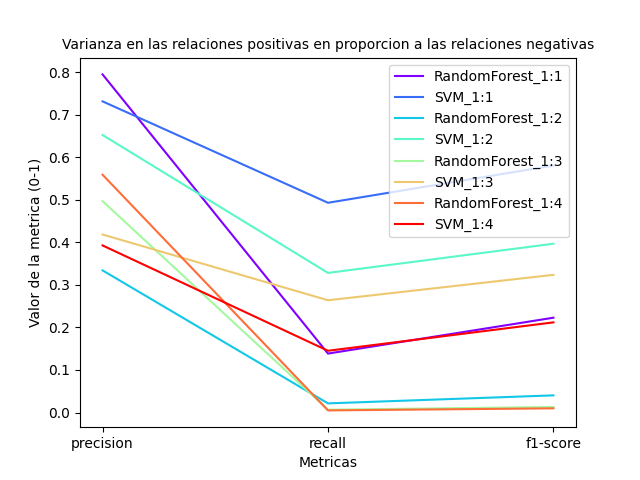 Varianza en las relaciones positivas en proporcion a las relaciones negativas
Valor de la metrica (0-1)
0.8
0.7
0.6
0.5
0.4
0.3
0.2
0.1
0.0
RandomForest_1:1
SVM_1:1
RandomForest_1:2
SVM_1:2
RandomForest_1:3
SVM_1:3
RandomForest_1:4
SVM_1:4
precision
recall
f1-score
Metricas